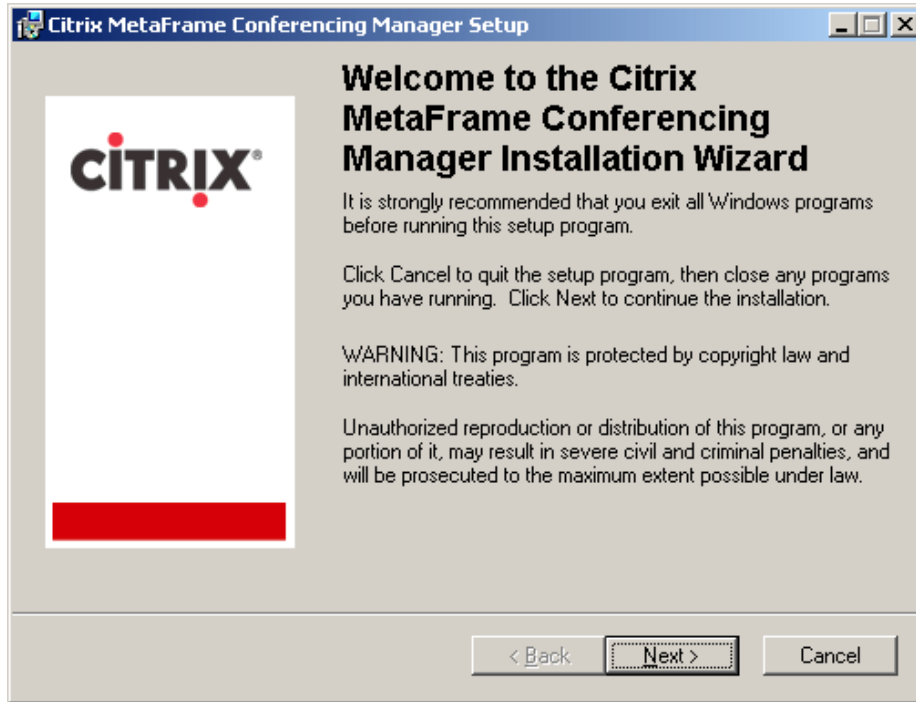 Citrix MetaFrame Conferencing Manager Setup
CITRIX®
Welcome to the Citrix
MetaFrame Conferencing
Manager Installation Wizard
It is strongly recommended that you exit all Windows programs
before running this setup program.
Click Cancel to quit the setup program, then close any programs
you have running.  Click Next to continue the installation.
WARNING: This program is protected by copyright law and
international treaties.
Unauthorized reproduction or distribution of this program, or any
portion of it, may result in severe civil and criminal penalties, and
will be prosecuted to the maximum extent possible under law.
< Back
Next >
Cancel